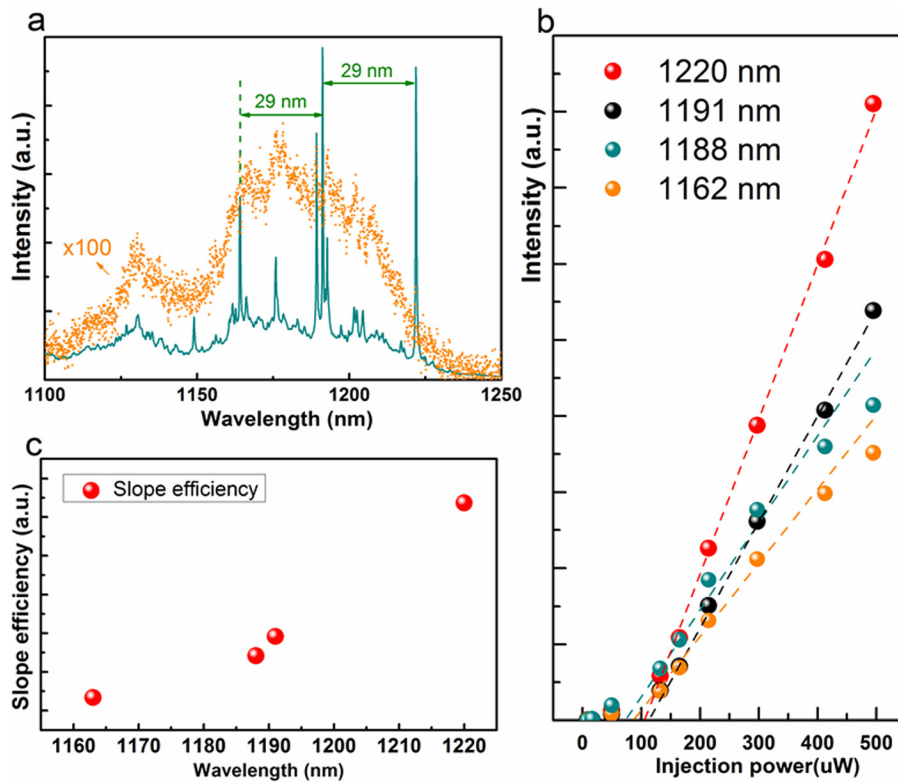 a
29 nm
29 nm
x100
Intensity (a.u.)
1100
1150
1200
1250
Wavelength (nm)
b
1220 nm
1191 nm
1188 nm
1162 nm
Intensity (a.u.)
0
100
200
300
400
500
Injection power(uW)
c
Slope efficiency
Slope efficiency (a.u.)
1160
1170
1180
1190
1200
1210
1220
Wavelength (nm)